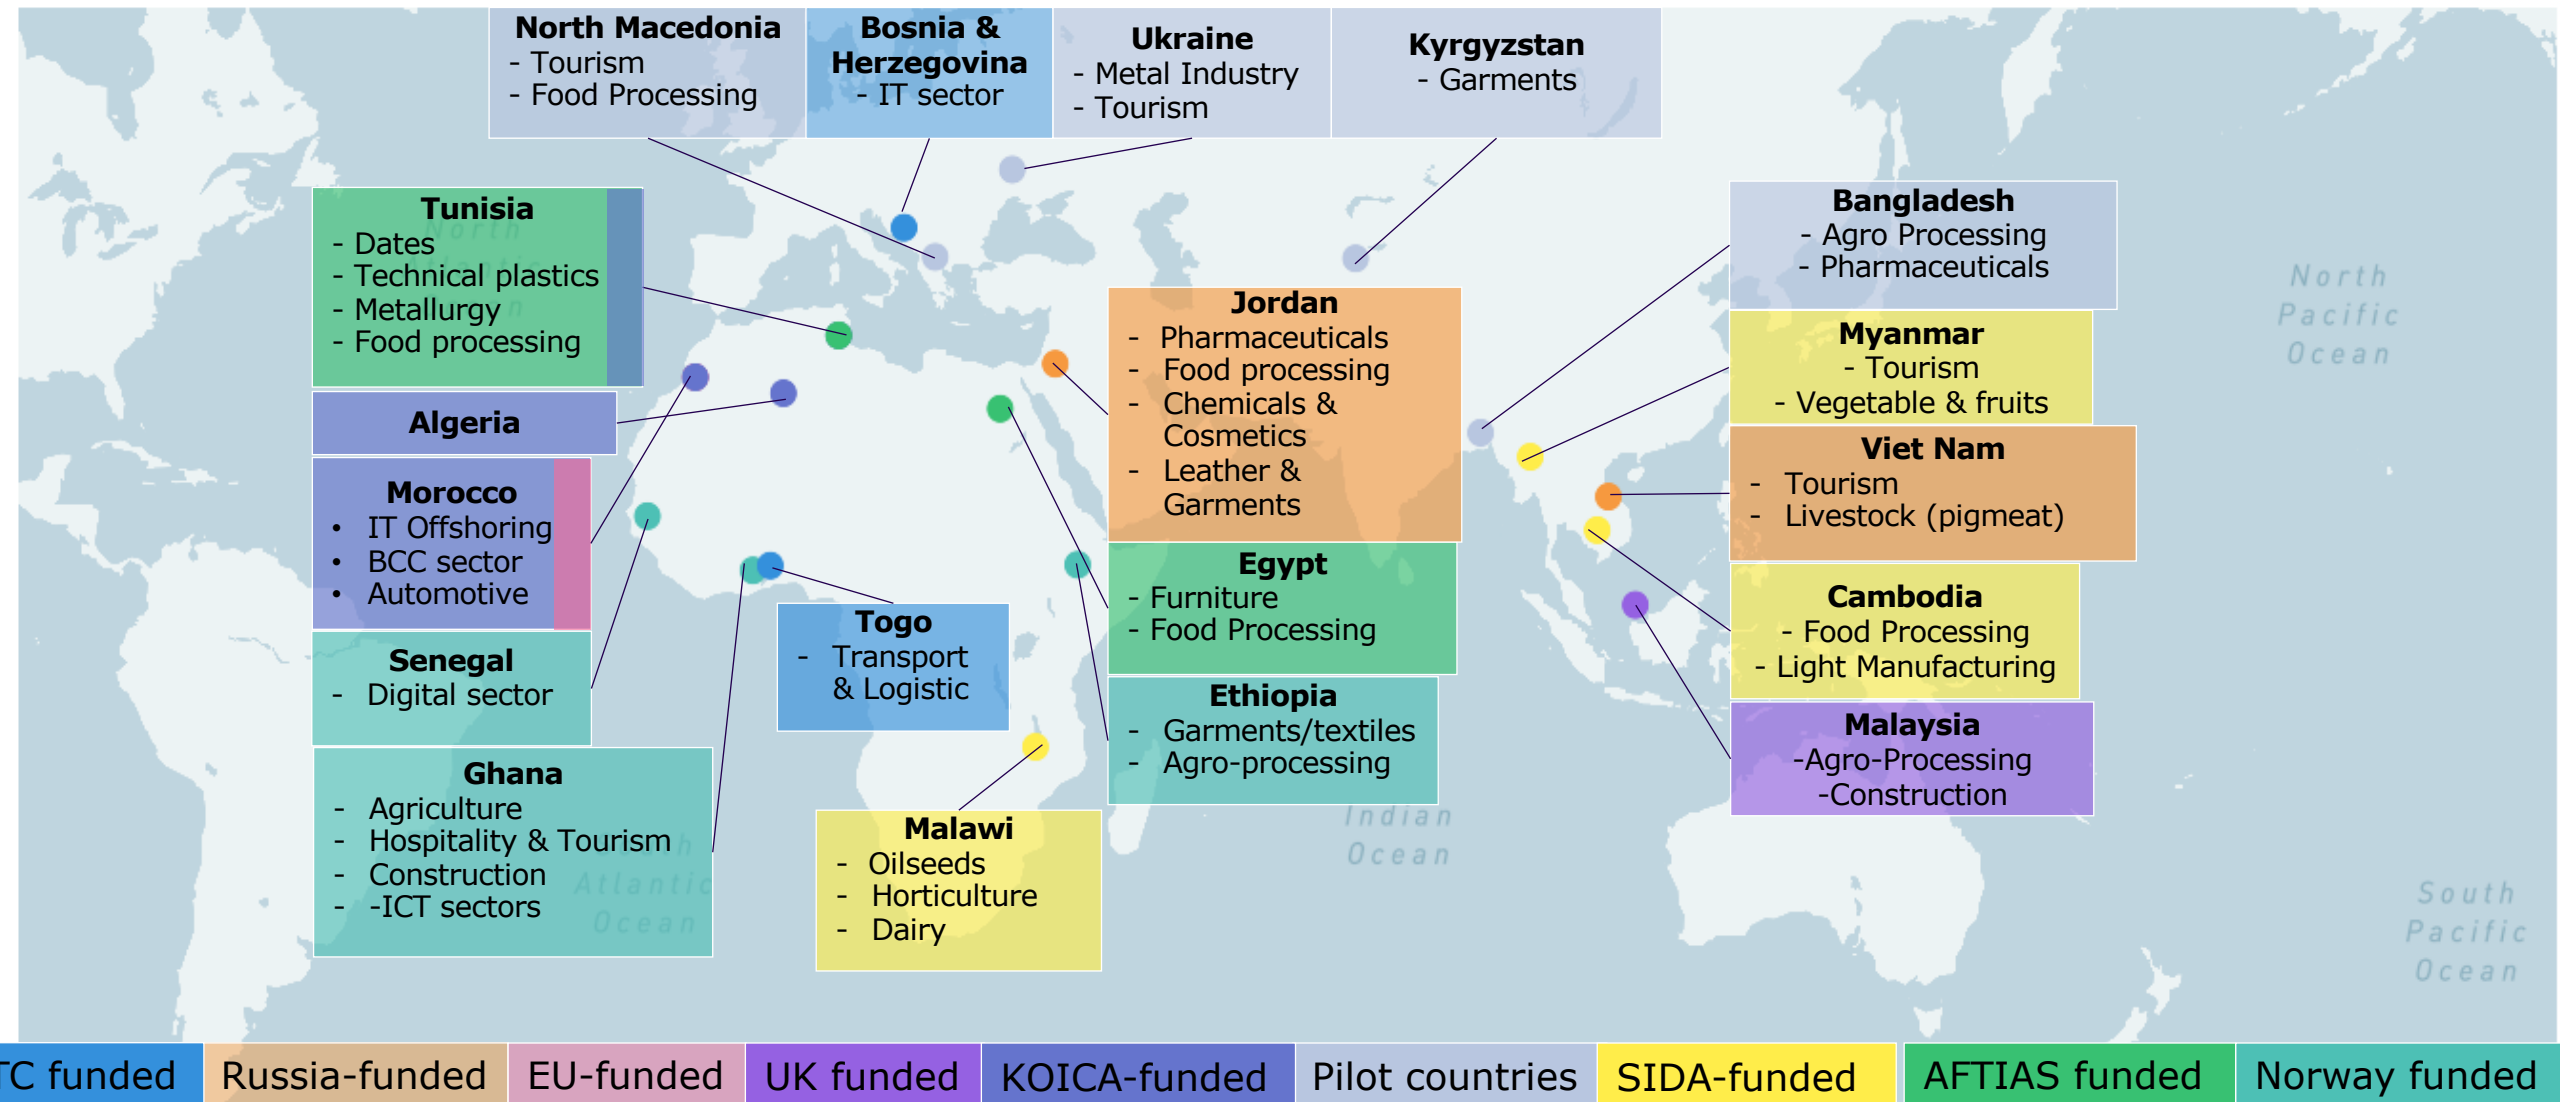 North Macedonia
- Tourism
- Food Processing
Bosnia &
Herzegovina
- IT sector
Ukraine
- Metal Industry
- Tourism
Kyrgyzstan
- Garments
Tunisia
- Dates
- Technical plastics
- Metallurgy
- Food processing
North
Atlantic
Ocean
Algeria
Morocco
• IT Offshoring
• BCC sector
• Automotive
Senegal
- Digital sector
Ghana
- Agriculture
- Hospitality & Tourism
- Construction
- -ICT sectors
South
Atlantic
Ocean
Togo
- Transport
& Logistic
Malawi
- Oilseeds
- Horticulture
- Dairy
Jordan
- Pharmaceuticals
- Food processing
- Chemicals &
Cosmetics
- Leather &
Garments
Egypt
- Furniture
- Food Processing
Ethiopia
- Garments/textiles
- Agro-processing
Indian
Ocean
Bangladesh
- Agro Processing
- Pharmaceuticals
Myanmar
- Tourism
- Vegetable & fruits
Viet Nam
- Tourism
- Livestock (pigmeat)
Cambodia
- Food Processing
- Light Manufacturing
Malaysia
-Agro-Processing
-Construction
North
Pacific
Ocean
South
Pacific
Ocean
TC funded
Russia-funded
EU-funded
UK funded
KOICA-funded
Pilot countries
SIDA-funded
AFTIAS funded
Norway funded